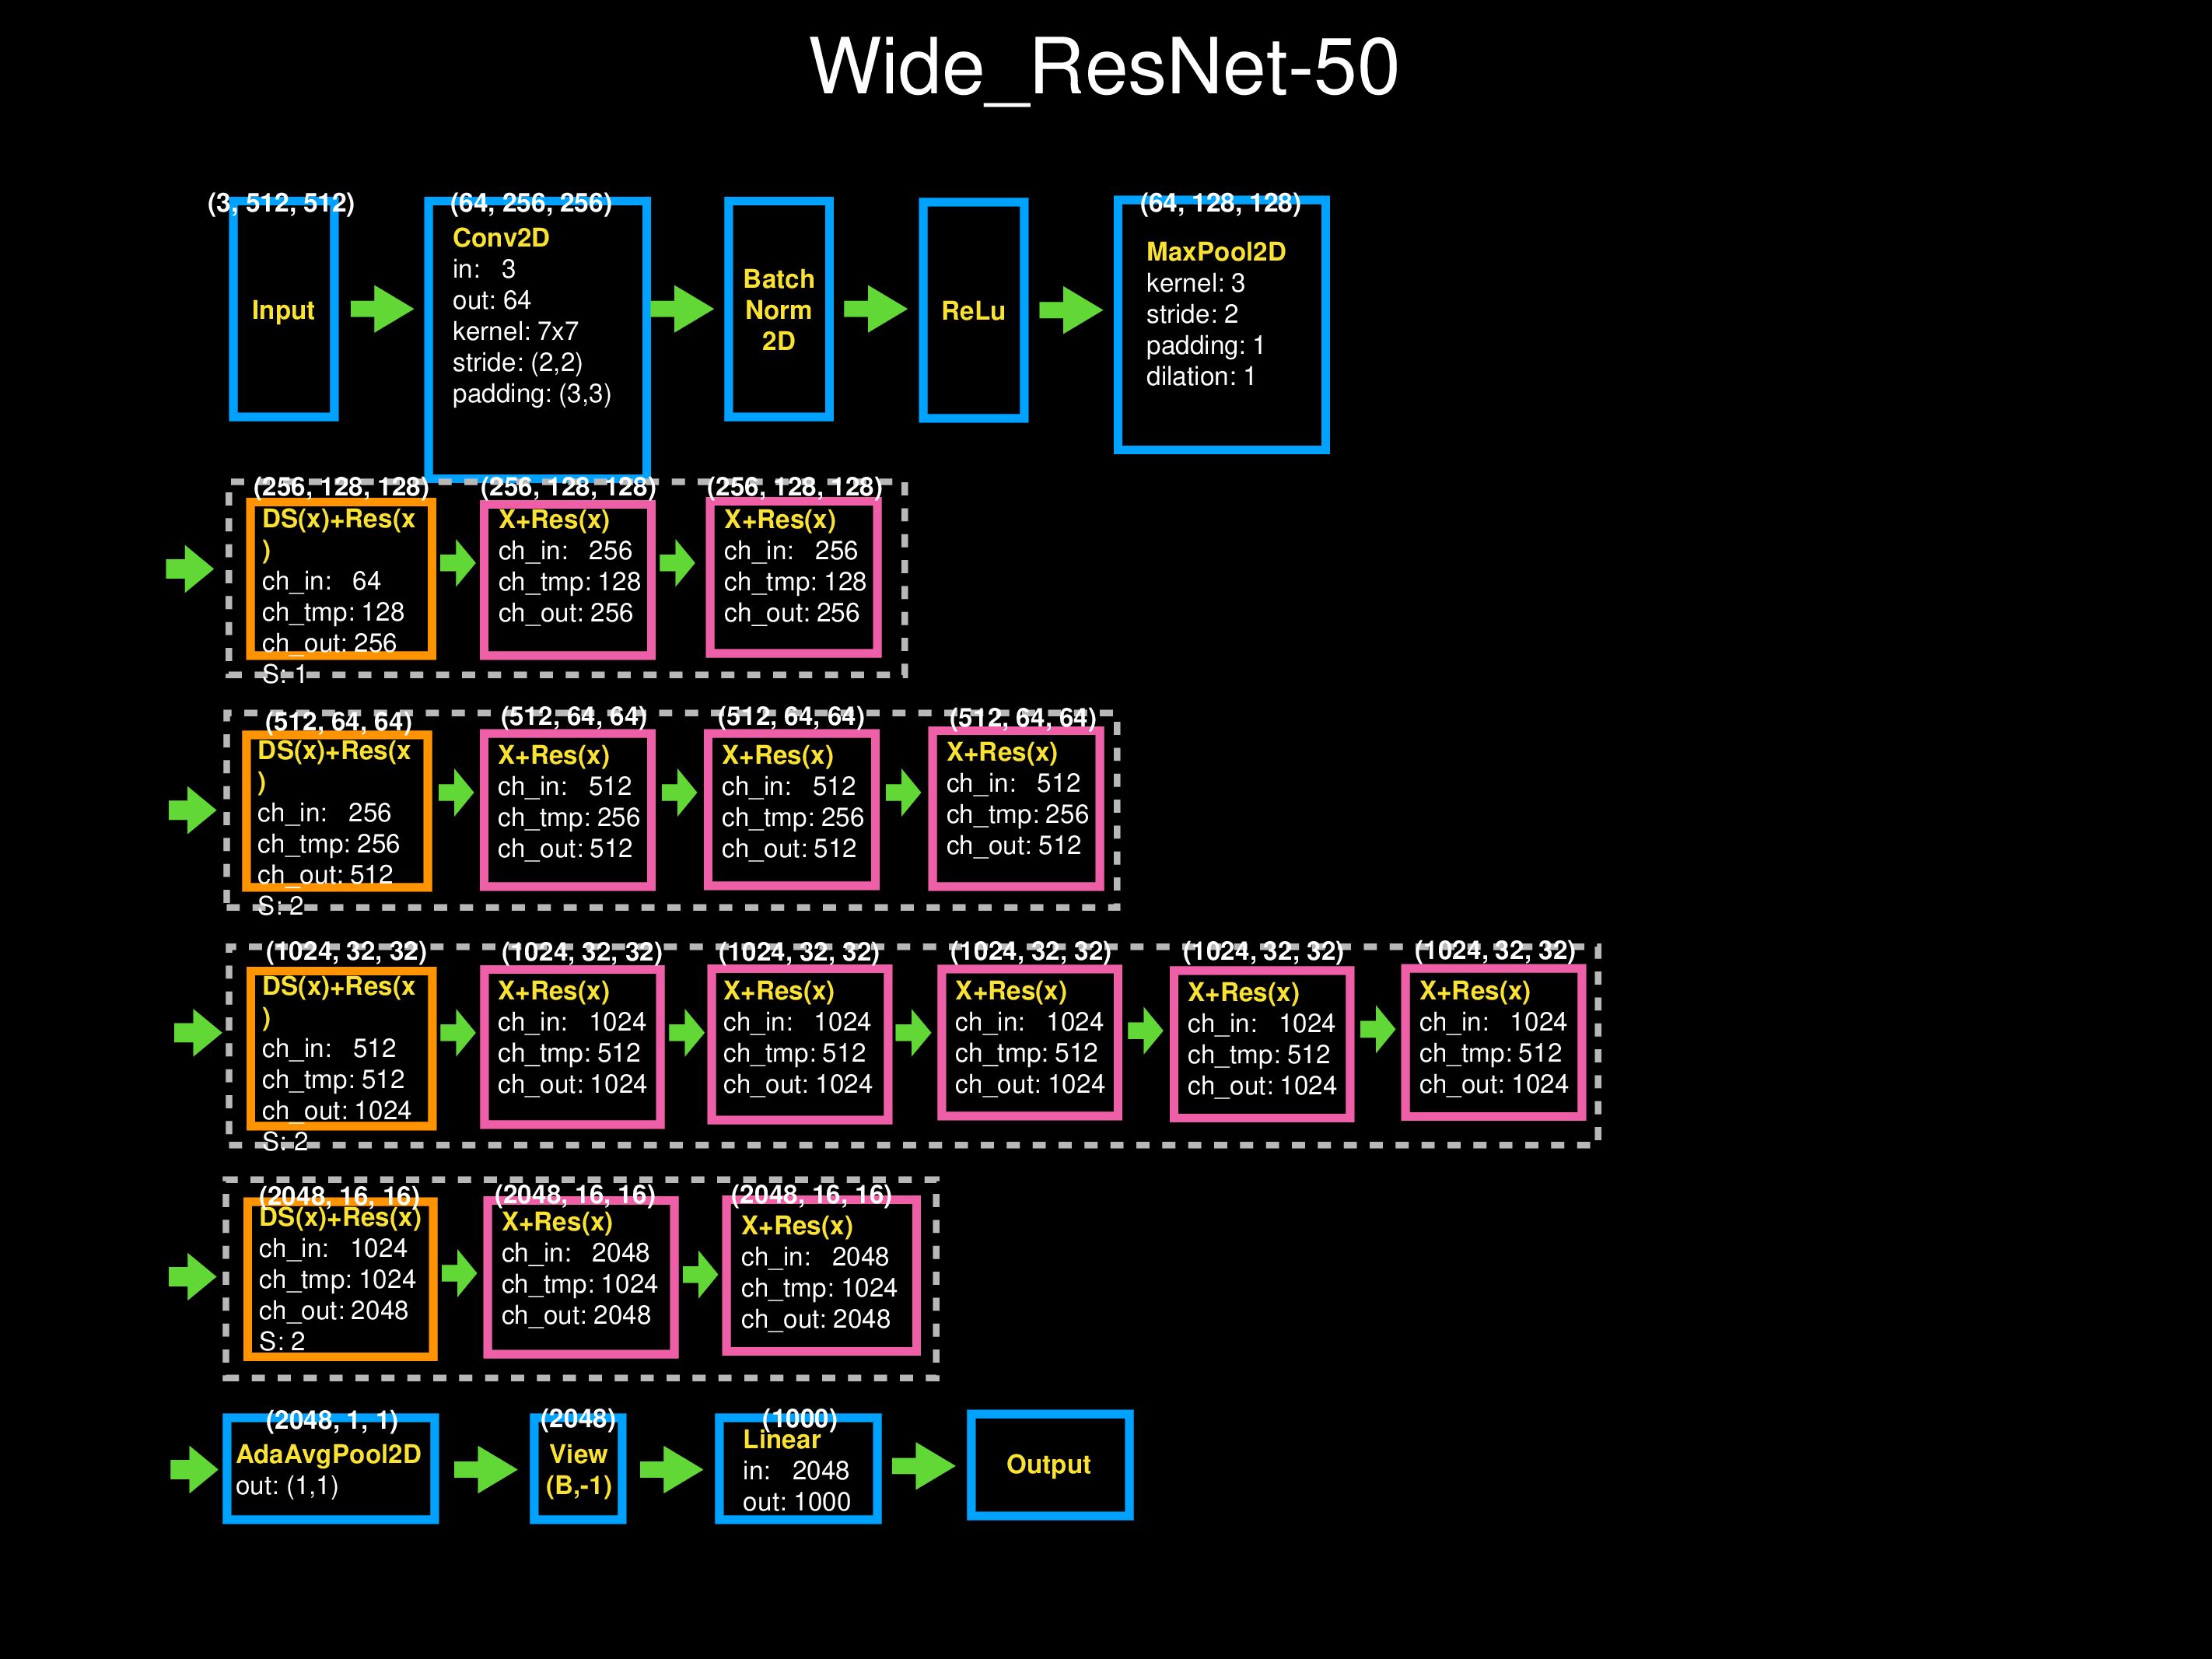 Wide_ResNet-50
(3, 512, 512)
Input
(64, 256, 256)
Conv2D
in: 3
out: 64
kernel: 7x7
stride: (2,2)
padding: (3,3)
Batch
Norm
2D
ReLu
(64, 128, 128)
MaxPool2D
kernel: 3
stride: 2
padding: 1
dilation: 1
(256, 128, 128)
DS(x)+Res(x
)
ch_in: 64
ch_tmp: 128
ch_out: 256
S: 1
(256, 128, 128)
X+Res(x)
ch_in: 256
ch_tmp: 128
ch_out: 256
(256, 128, 128)
X+Res(x)
ch_in: 256
ch_tmp: 128
ch_out: 256
(512, 64, 64)
DS(x)+Res(x
)
ch_in: 256
ch_tmp: 256
ch_out: 512
S: 2
(512, 64, 64)
X+Res(x)
ch_in: 512
ch_tmp: 256
ch_out: 512
(512, 64, 64)
X+Res(x)
ch_in: 512
ch_tmp: 256
ch_out: 512
(512, 64, 64)
X+Res(x)
ch_in: 512
ch_tmp: 256
ch_out: 512
(1024, 32, 32)
DS(x)+Res(x
)
ch_in: 512
ch_tmp: 512
ch_out: 1024
S: 2
(1024, 32, 32)
X+Res(x)
ch_in: 1024
ch_tmp: 512
ch_out: 1024
(1024, 32, 32)
X+Res(x)
ch_in: 1024
ch_tmp: 512
ch_out: 1024
(1024, 32, 32)
X+Res(x)
ch_in: 1024
ch_tmp: 512
ch_out: 1024
(1024, 32, 32)
X+Res(x)
ch_in: 1024
ch_tmp: 512
ch_out: 1024
(1024, 32, 32)
X+Res(x)
ch_in: 1024
ch_tmp: 512
ch_out: 1024
(2048, 16, 16)
DS(x)+Res(x)
ch_in: 1024
ch_tmp: 1024
ch_out: 2048
S: 2
(2048, 16, 16)
X+Res(x)
ch_in: 2048
ch_tmp: 1024
ch_out: 2048
(2048, 16, 16)
X+Res(x)
ch_in: 2048
ch_tmp: 1024
ch_out: 2048
(2048, 1, 1)
AdaAvgPool2D
out: (1,1)
(2048)
View
(B,-1)
(1000)
Linear
in: 2048
out: 1000
Output